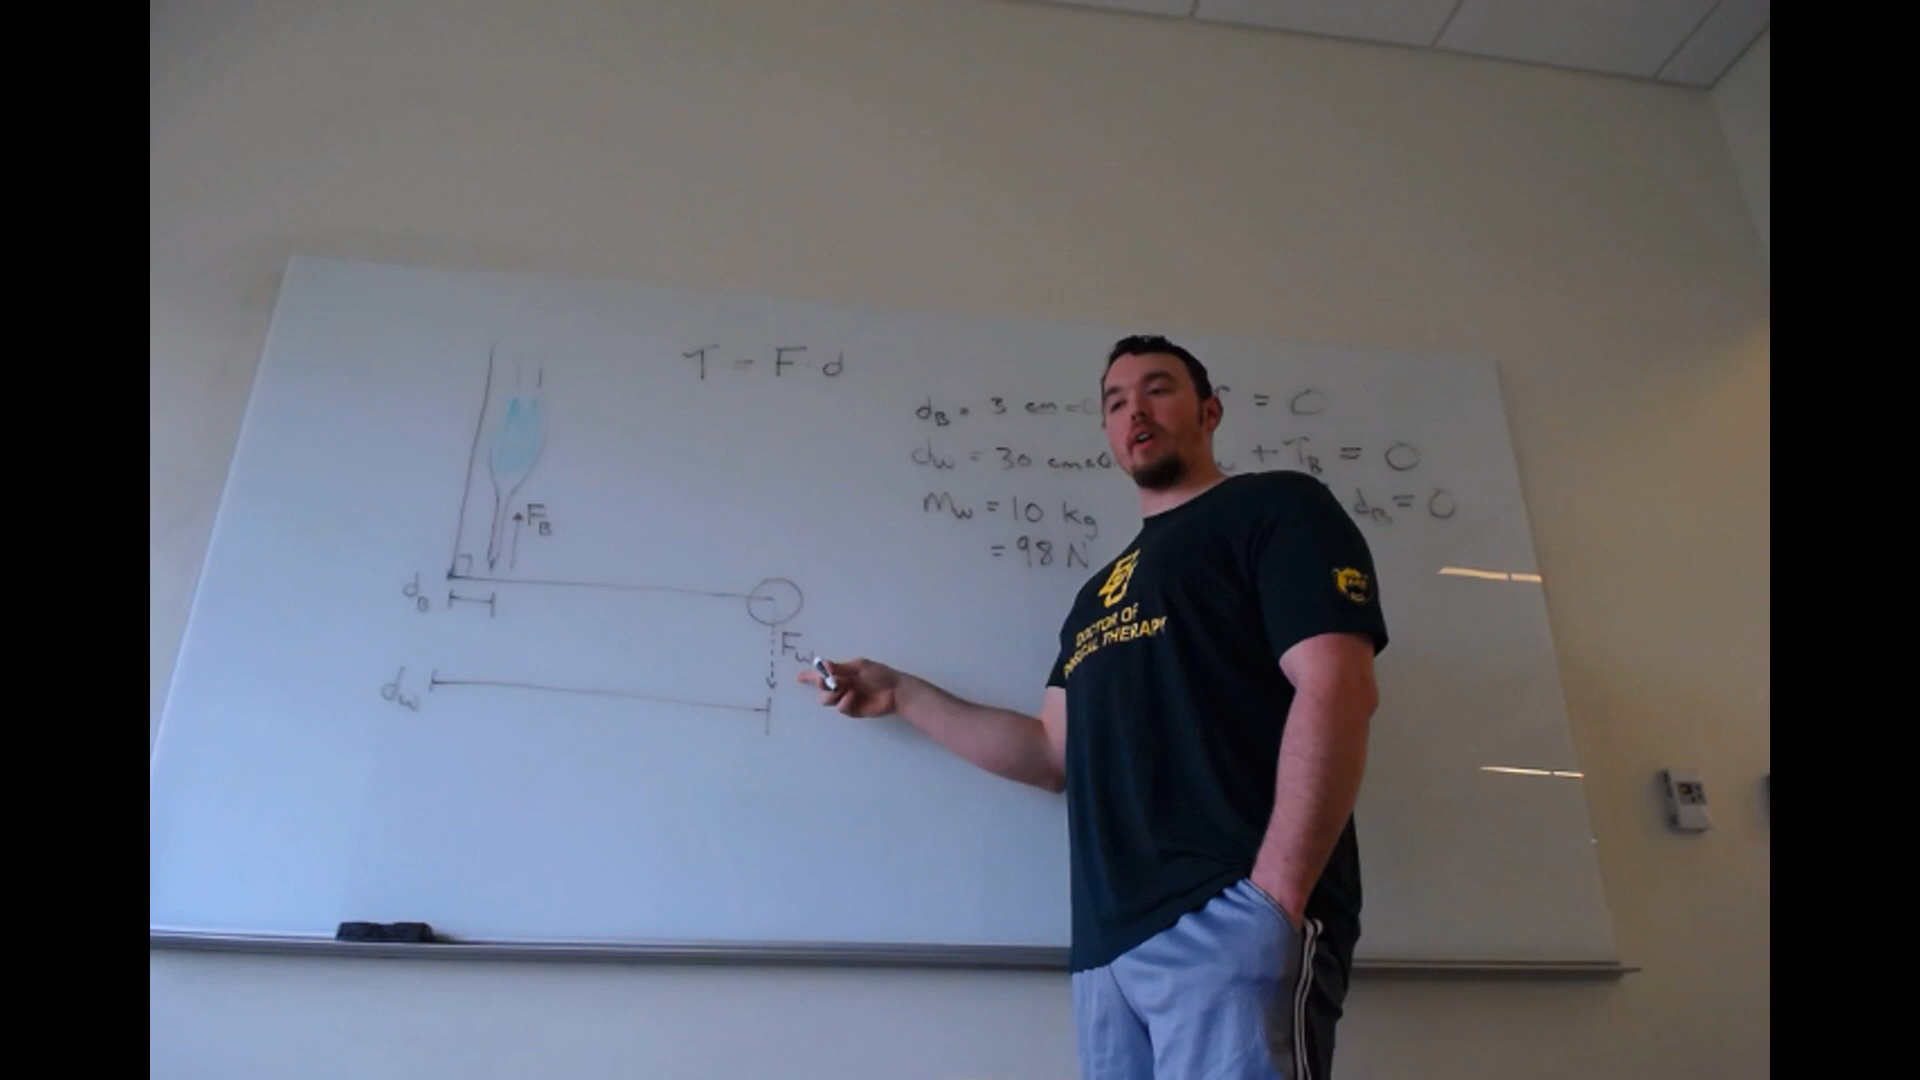 T = F · d
d_B = 3 cm = = 0
d_w = 30 cm + T_B = 0
m_w = 10 kg d_B = 0
= 98 N
F_B
d_B
F_w
d_w
DOCTOR OF
PHYSICAL THERAPY